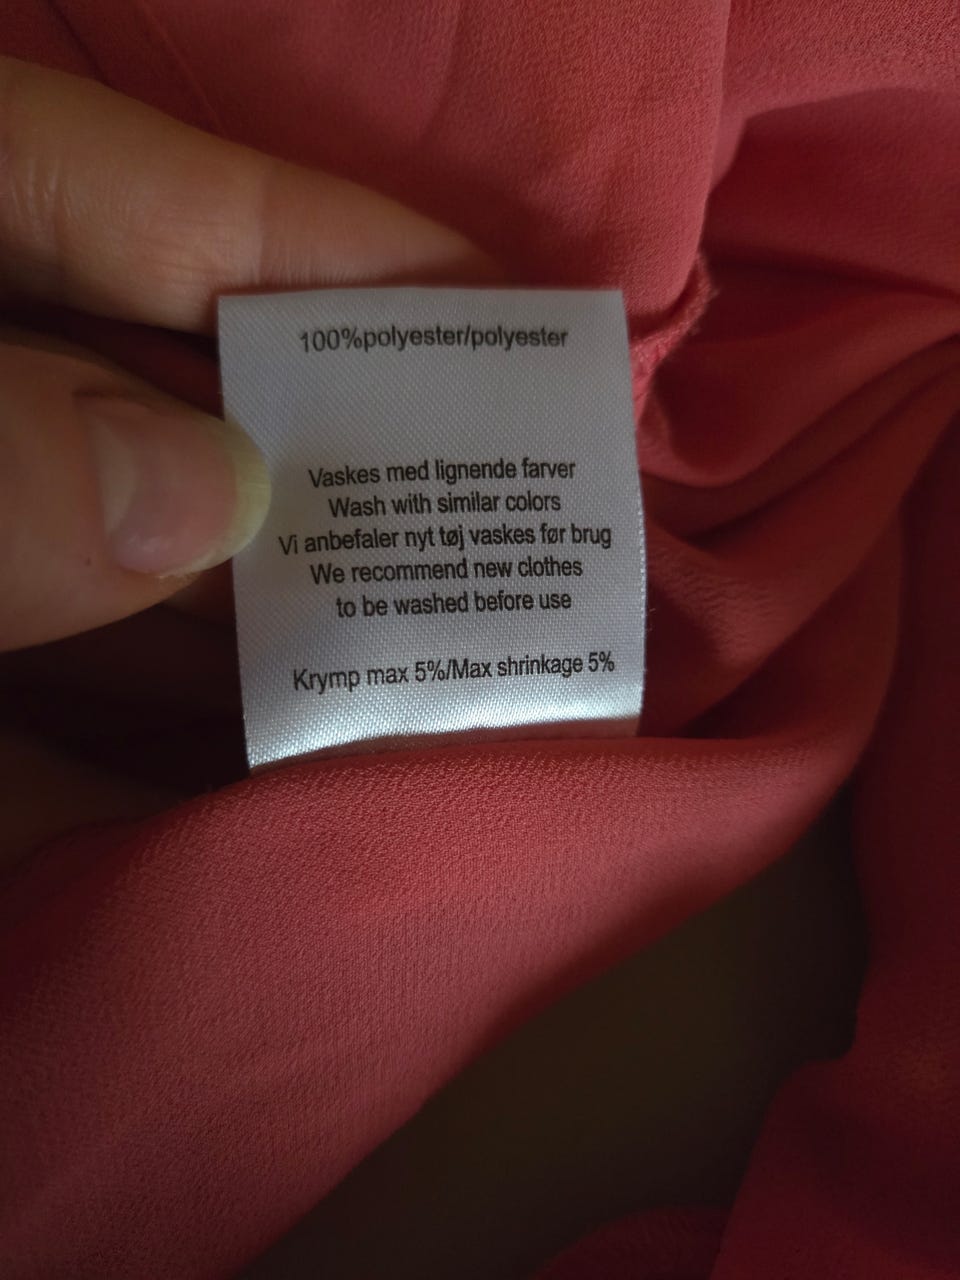 100%polyester/polyester
Vaskes med lignende farver
Wash with similar colors
Vi anbefaler nyt tøj vaskes før brug
We recommend new clothes
to be washed before use
Krymp max 5%/Max shrinkage 5%